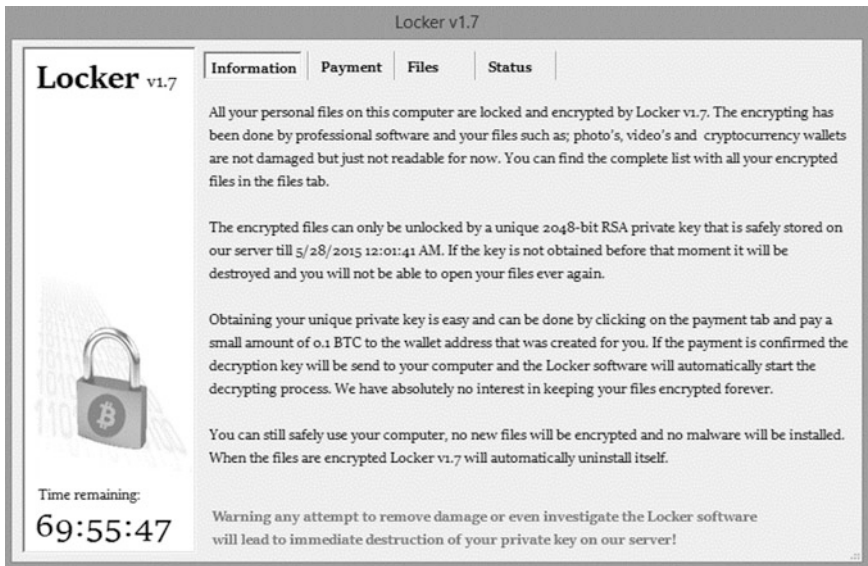 Locker v1.7
Locker v1.7
Information Payment Files Status
All your personal files on this computer are locked and encrypted by Locker v1.7. The encrypting has
been done by professional software and your files such as; photo's, video's and cryptocurrency wallets
are not damaged but just not readable for now. You can find the complete list with all your encrypted
files in the files tab.
The encrypted files can only be unlocked by a unique 2048-bit RSA private key that is safely stored on
our server till 5/28/2015 12:01:41 AM. If the key is not obtained before that moment it will be
destroyed and you will not be able to open your files ever again.
Obtaining your unique private key is easy and can be done by clicking on the payment tab and pay a
small amount of 0.1 BTC to the wallet address that was created for you. If the payment is confirmed the
decryption key will be send to your computer and the Locker software will automatically start the
decrypting process. We have absolutely no interest in keeping your files encrypted forever.
You can still safely use your computer, no new files will be encrypted and no malware will be installed.
When the files are encrypted Locker v1.7 will automatically uninstall itself.
Time remaining:
69:55:47
Warning any attempt to remove damage or even investigate the Locker software
will lead to immediate destruction of your private key on our server!